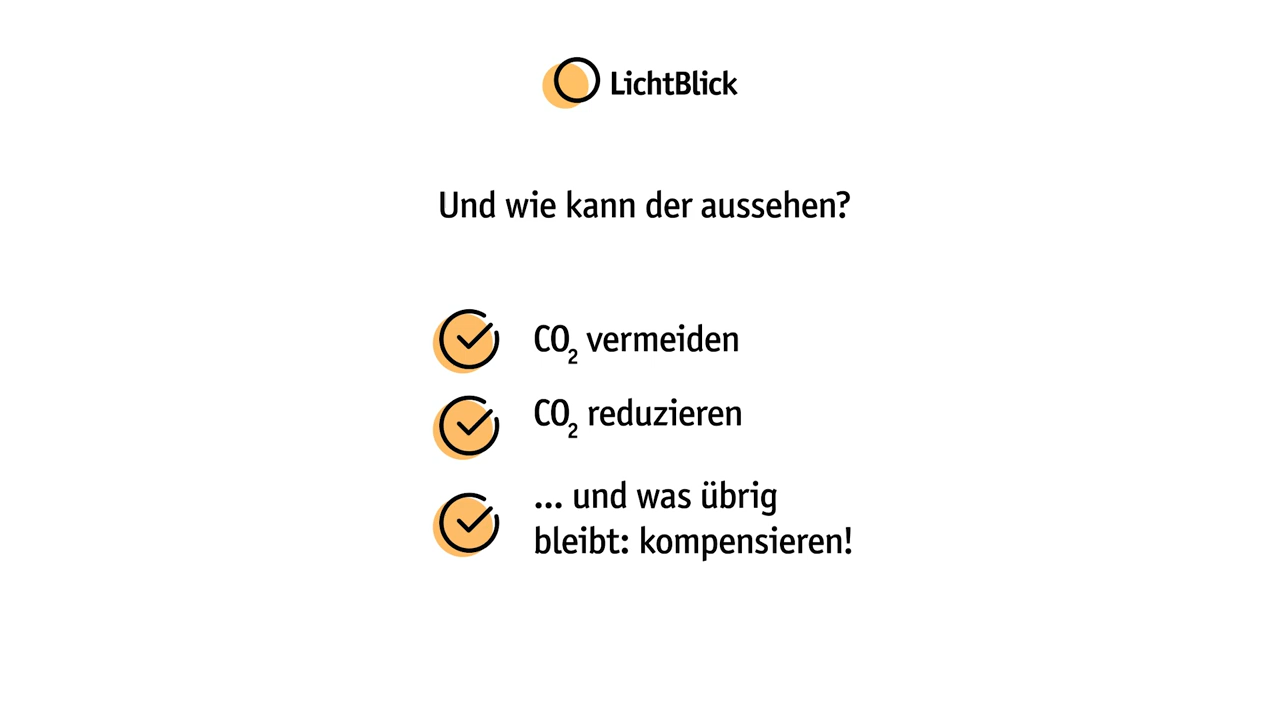 LichtBlick
Und wie kann der aussehen?
CO₂ vermeiden
CO₂ reduzieren
... und was übrig
bleibt: kompensieren!